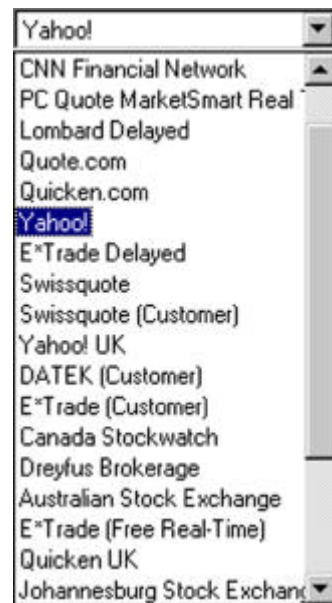 Yahoo!
CNN Financial Network
PC Quote MarketSmart Real
Lombard Delayed
Quote.com
Quicken.com
Yahoo!
E*Trade Delayed
Swissquote
Swissquote (Customer)
Yahoo! UK
DATEK (Customer)
E*Trade (Customer)
Canada Stockwatch
Dreyfus Brokerage
Australian Stock Exchange
E*Trade (Free Real-Time)
Quicken UK
Johannesburg Stock Exchang